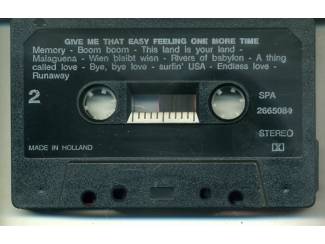 GIVE ME THAT EASY FEELING ONE MORE TIME
Memory - Boom boom - This land is your land -
Malaguena - Wien bleibt wien - Rivers of babylon - A thing
called love - Bye, bye love - surfin' USA - Endless love -
Runaway
2
SPA
2665084
STEREO
MADE IN HOLLAND